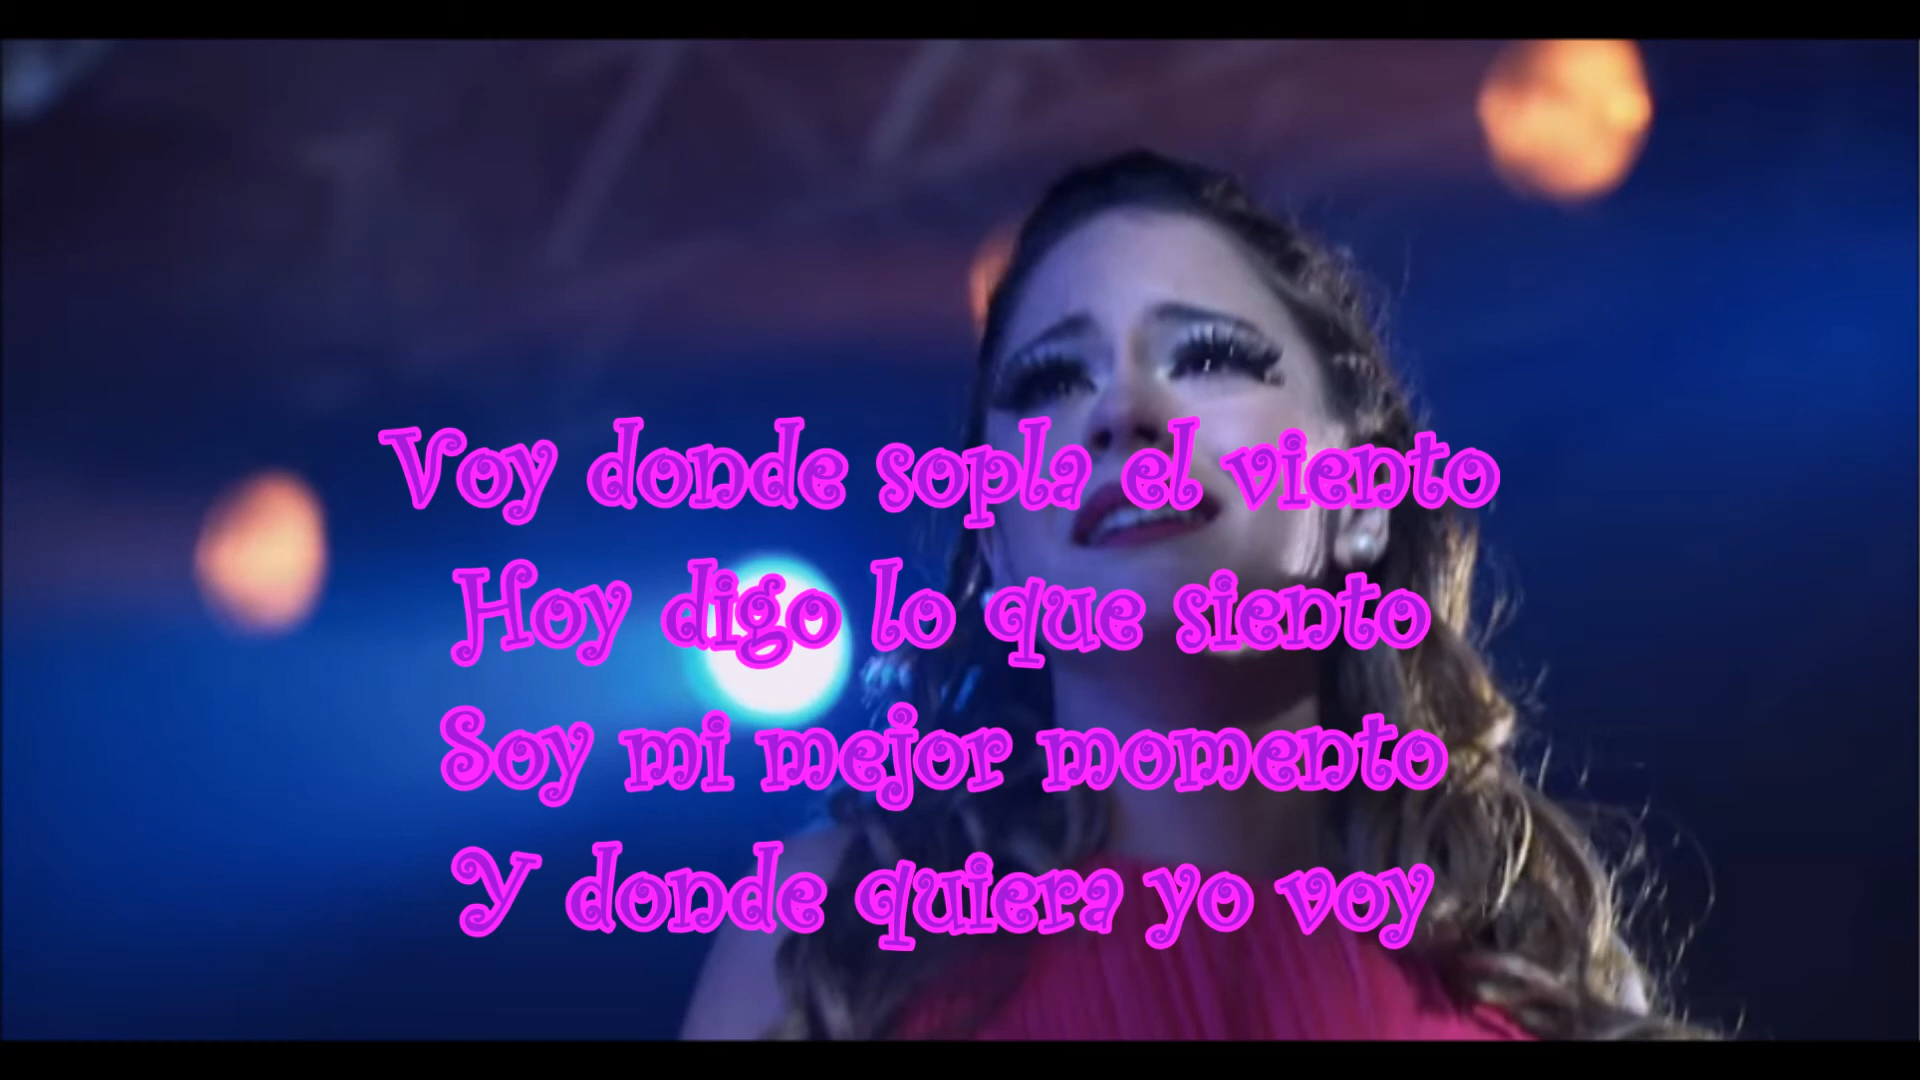 Voy donde sopla el viento
Hoy digo lo que siento
Soy mi mejor momento
Y donde quiera yo voy